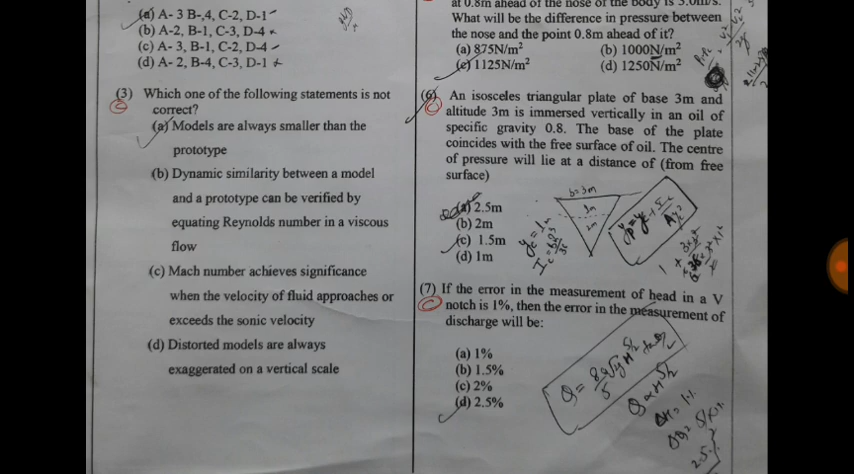 (a) A- 3 B-,4, C-2, D-1
(b) A-2, B-1, C-3, D-4
(c) A- 3, B-1, C-2, D-4
(d) A- 2, B-4, C-3, D-1
(3) Which one of the following statements is not
correct?
(a) Models are always smaller than the
prototype
(b) Dynamic similarity between a model
and a prototype can be verified by
equating Reynolds number in a viscous
flow
(c) Mach number achieves significance
when the velocity of fluid approaches or
exceeds the sonic velocity
(d) Distorted models are always
exaggerated on a vertical scale
at 0.8m ahead of the nose of the body is 3.0m/s.
What will be the difference in pressure between
the nose and the point 0.8m ahead of it?
(a) 875N/m² (b) 1000N/m²
(c) 1125N/m² (d) 1250N/m²
(6) An isosceles triangular plate of base 3m and
altitude 3m is immersed vertically in an oil of
specific gravity 0.8. The base of the plate
coincides with the free surface of oil. The centre
of pressure will lie at a distance of (from free
surface)
b=3m
(a) 2.5m
(b) 2m
(c) 1.5m
(d) 1m
1m
2m
(7) If the error in the measurement of head in a V
notch is 1%, then the error in the measurement of
discharge will be:
(a) 1%
(b) 1.5%
(c) 2%
(d) 2.5%